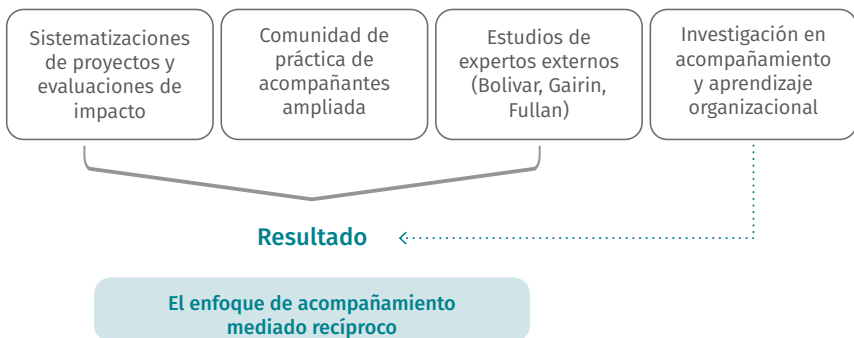 Sistematizaciones
de proyectos y
evaluaciones de
impacto
Comunidad de
práctica de
acompañantes
ampliada
Estudios de
expertos externos
(Bolivar, Gairin,
Fullan)
Investigación en
acompañamiento
y aprendizaje
organizacional
Resultado
El enfoque de acompañamiento
mediado recíproco